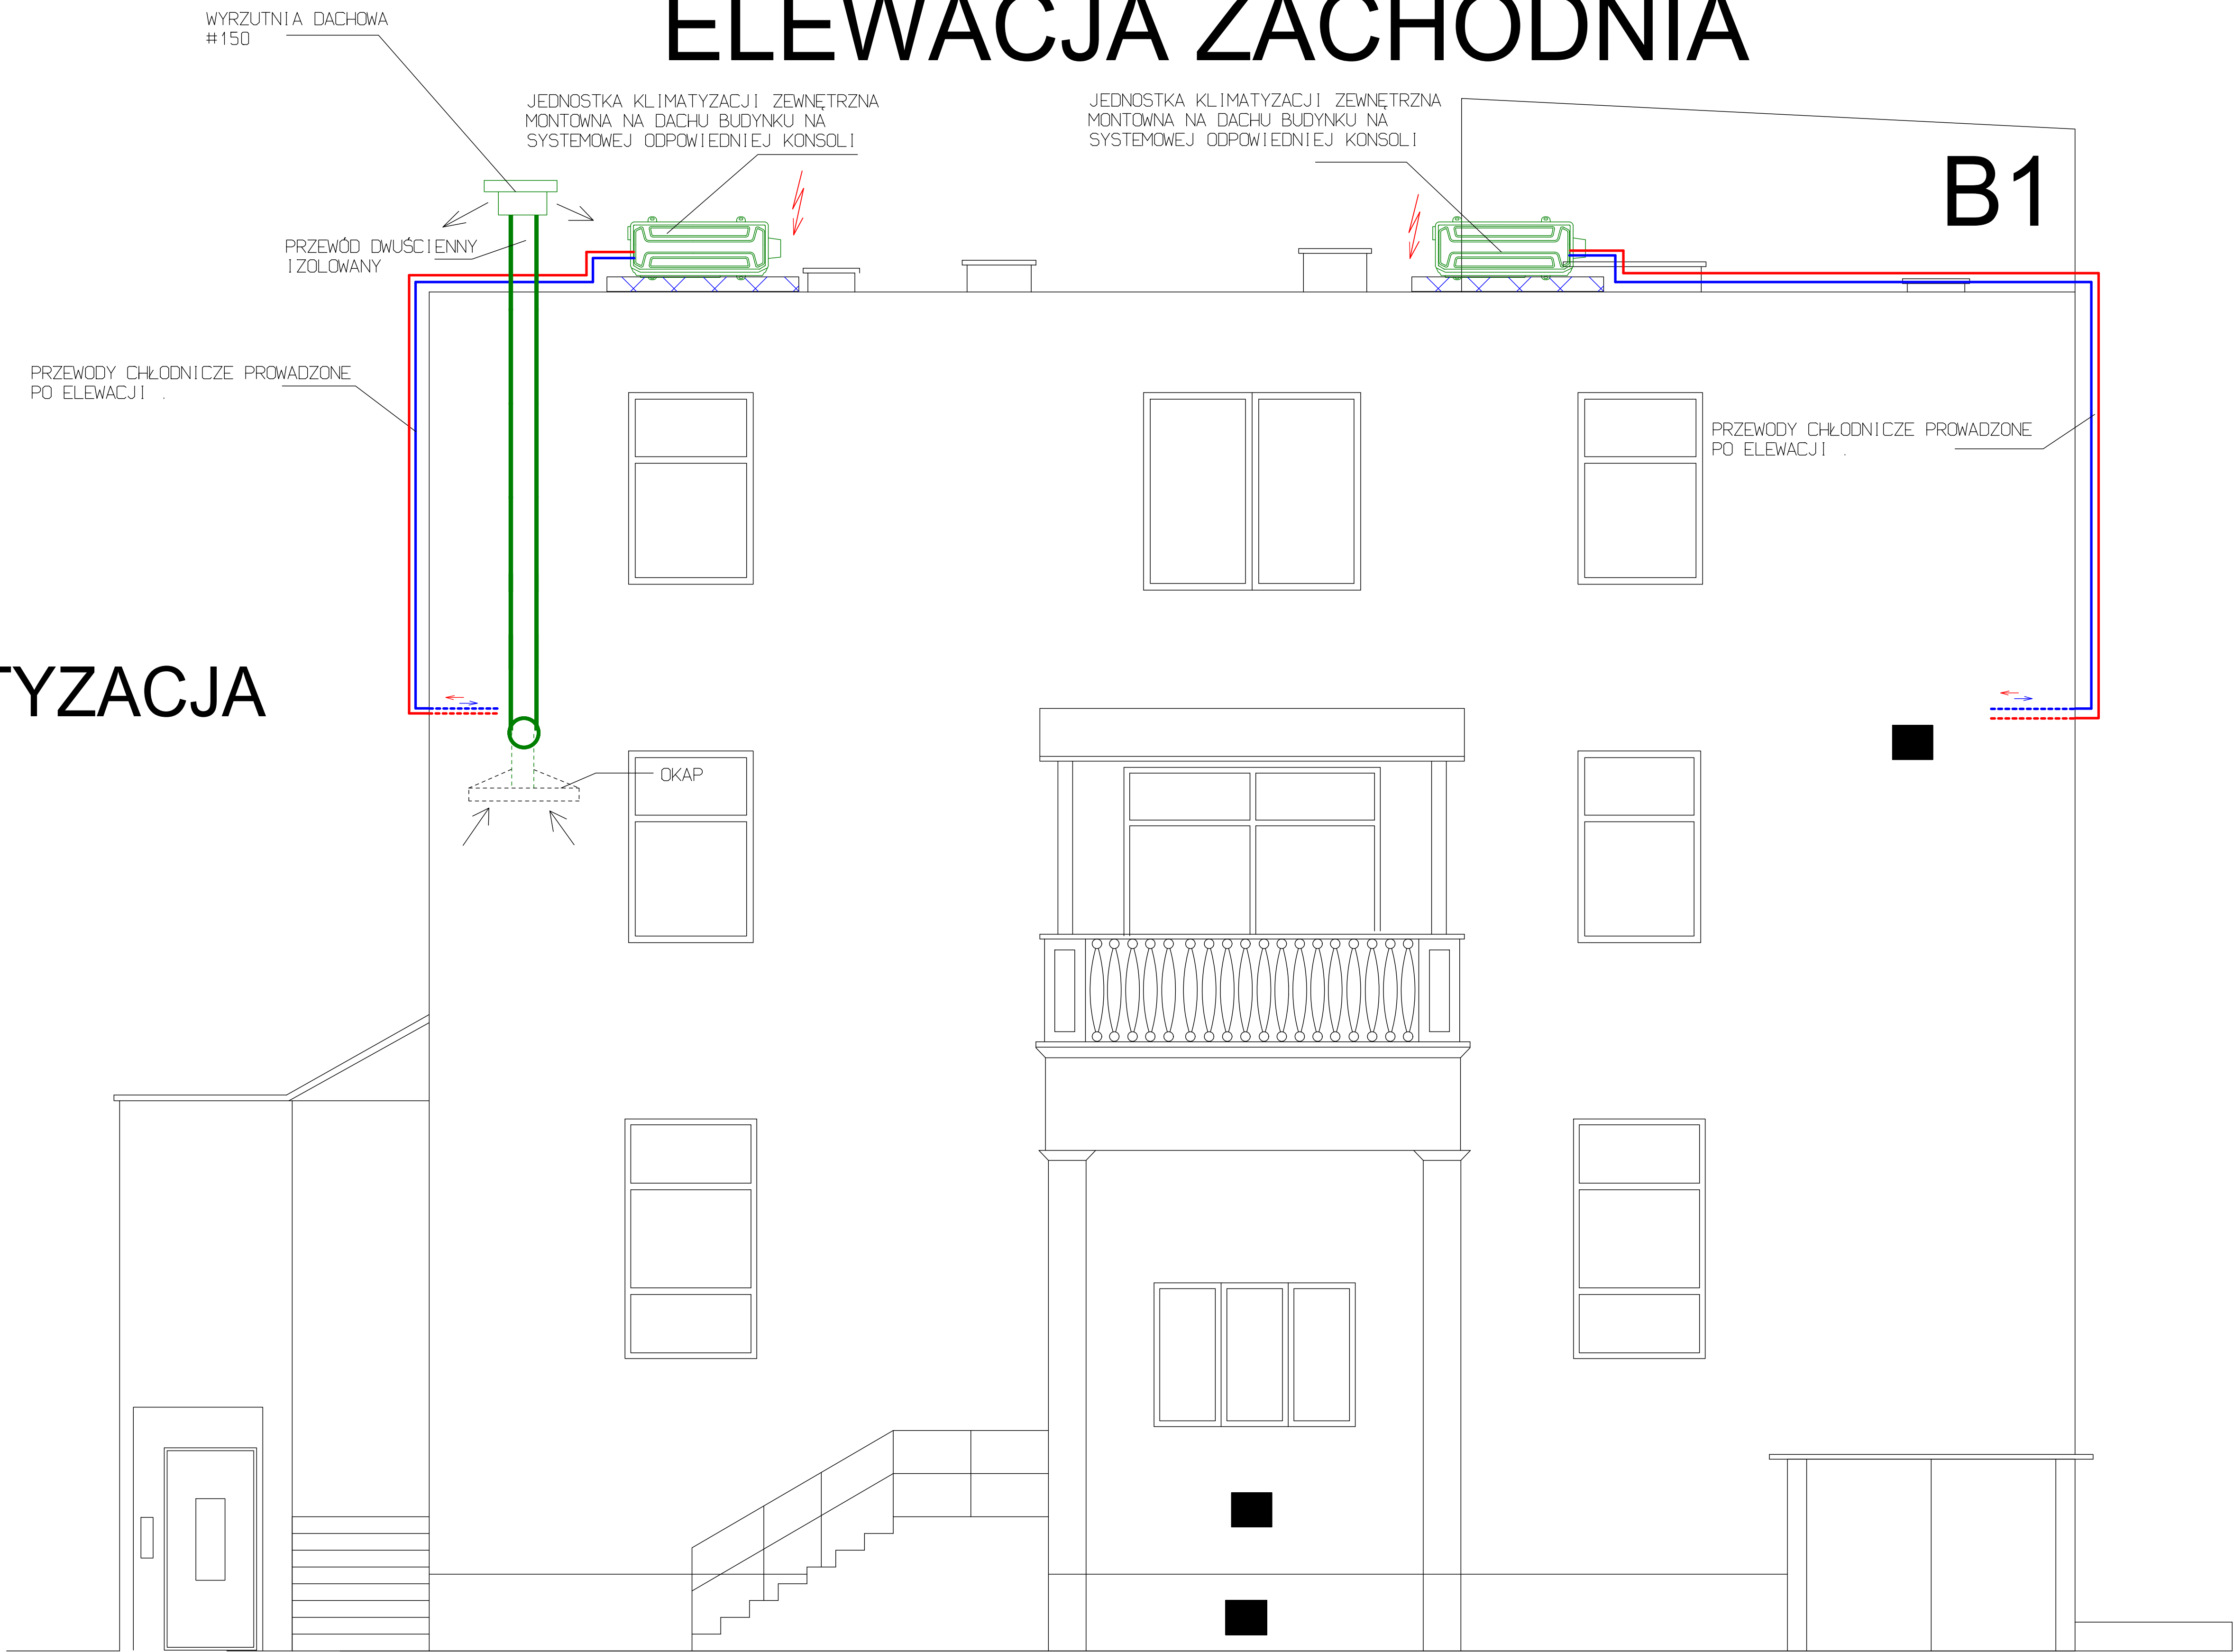 ELEWACJA ZACHODNIA
WYRZUTNIA DACHOWA
#150
JEDNOSTKA KLIMATYZACJI ZEWNĘTRZNA
MONTOWNA NA DACHU BUDYNKU NA
SYSTEMOWEJ ODPOWIEDNIEJ KONSOLI
JEDNOSTKA KLIMATYZACJI ZEWNĘTRZNA
MONTOWNA NA DACHU BUDYNKU NA
SYSTEMOWEJ ODPOWIEDNIEJ KONSOLI
B1
PRZEWÓD DWUŚCIENNY
IZOLOWANY
PRZEWODY CHŁODNICZE PROWADZONE
PO ELEWACJI .
PRZEWODY CHŁODNICZE PROWADZONE
PO ELEWACJI .
TYZACJA
OKAP